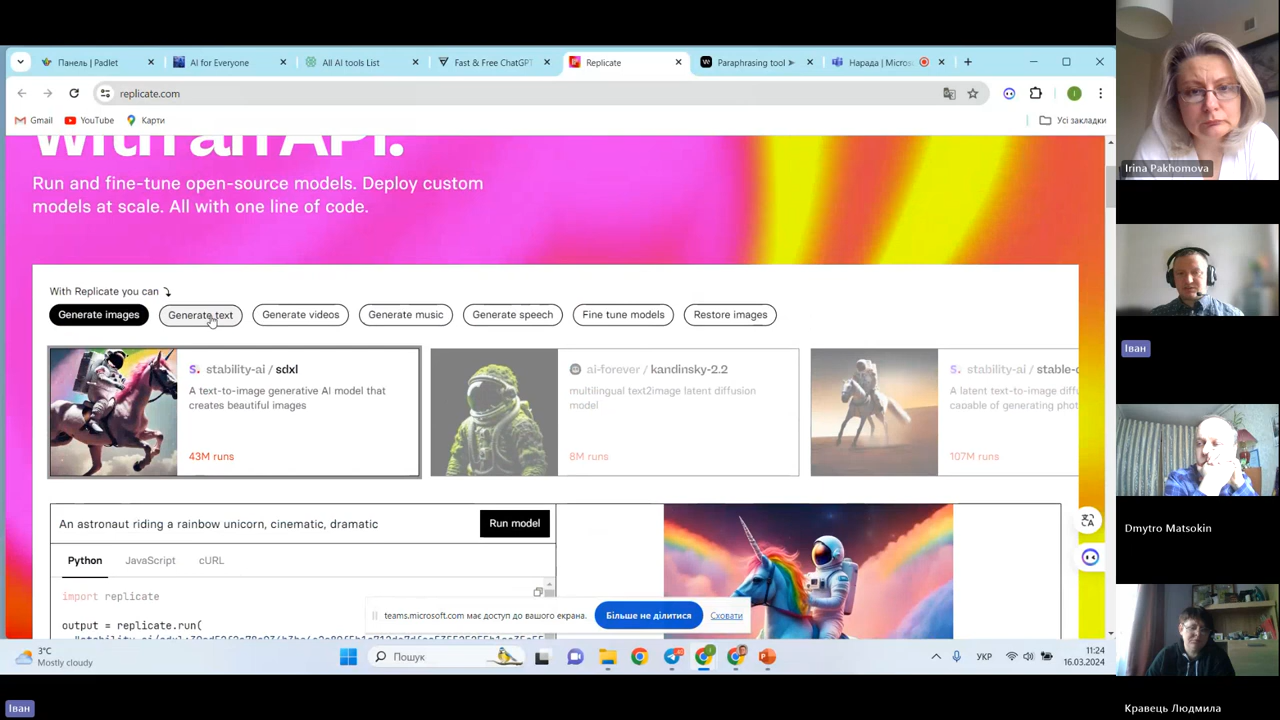 Панель | Padlet
AI for Everyone
All AI tools List
Fast & Free ChatGPT
Replicate
Paraphrasing tool
Нарада | Micros
replicate.com
Gmail
YouTube
Карти
Усі закладки
with an API.
Run and fine-tune open-source models. Deploy custom
models at scale. All with one line of code.
With Replicate you can
Generate images
Generate text
Generate videos
Generate music
Generate speech
Fine tune models
Restore images
stability-ai / sdxl
A text-to-image generative AI model that
creates beautiful images
43M runs
ai-forever / kandinsky-2.2
multilingual text2image latent diffusion
model
8M runs
stability-ai / stable-d
A latent text-to-image diffu
capable of generating phot
107M runs
An astronaut riding a rainbow unicorn, cinematic, dramatic
Run model
Python
JavaScript
cURL
import replicate
output = replicate.run(
teams.microsoft.com має доступ до вашого екрана.
Більше не ділитися
Сховати
3°C
Mostly cloudy
Пошук
УКР
11:24
16.03.2024
Іван
Irina Pakhomova
Іван
Dmytro Matsokin
Кравець Людмила